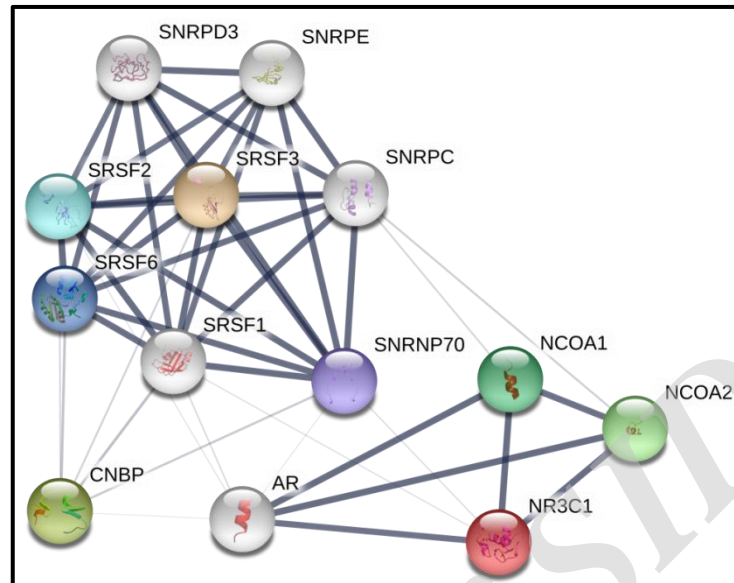 SNRPD3
SNRPE
SRSF2
SRSF3
SNRPC
SRSF6
SRSF1
SNRNP70
NCOA1
NCOA2
CNBP
AR
NR3C1